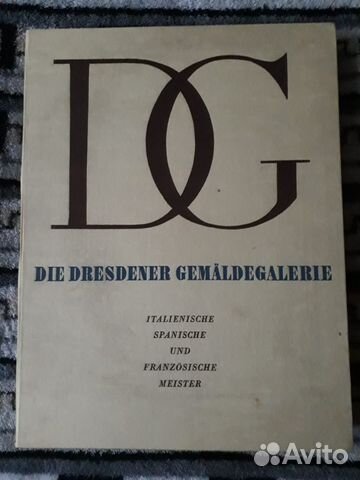 DG
DIE DRESDENER GEMÄLDEGALERIE
ITALIENISCHE
SPANISCHE
UND
FRANZÖSISCHE
MEISTER
Avito